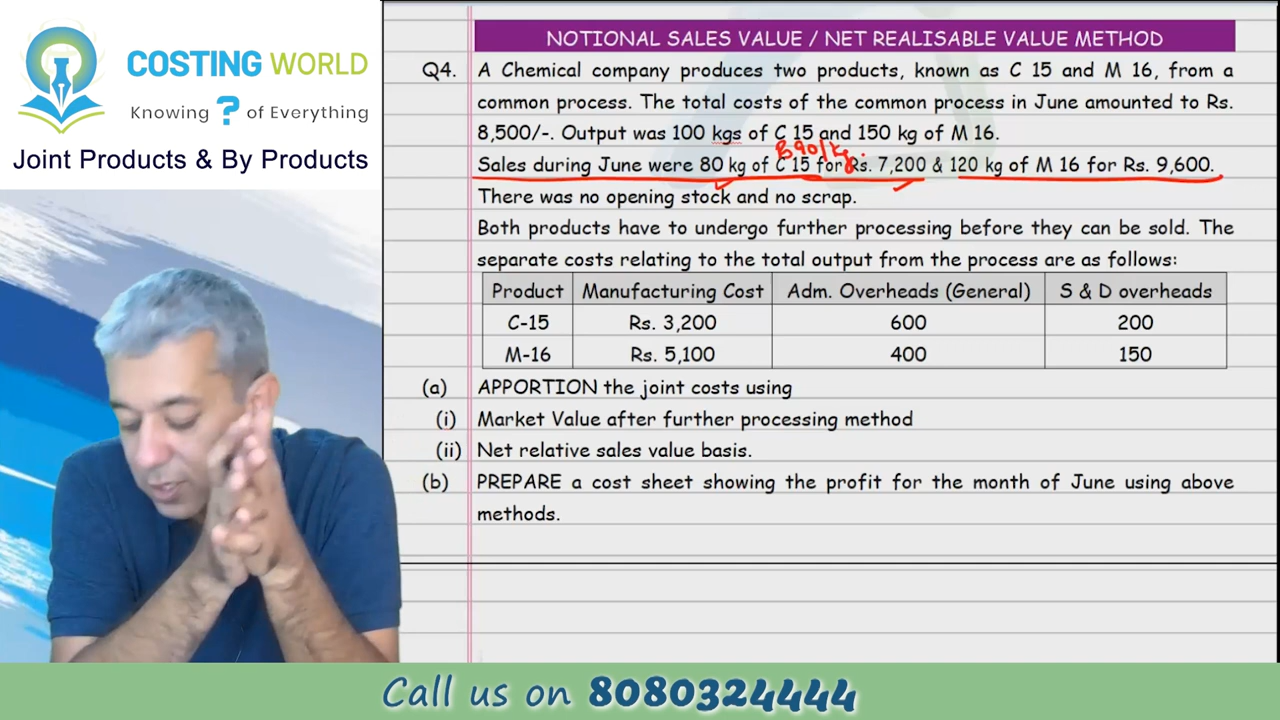 COSTING WORLD
Knowing ? of Everything
Joint Products & By Products
NOTIONAL SALES VALUE / NET REALISABLE VALUE METHOD
Q4. A Chemical company produces two products, known as C 15 and M 16, from a
common process. The total costs of the common process in June amounted to Rs.
8,500/-. Output was 100 kgs of C 15 and 150 kg of M 16.
90/kg.
Sales during June were 80 kg of C 15 for Rs. 7,200 & 120 kg of M 16 for Rs. 9,600.
There was no opening stock and no scrap.
Both products have to undergo further processing before they can be sold. The
separate costs relating to the total output from the process are as follows:
Product Manufacturing Cost Adm. Overheads (General) S & D overheads
C-15 Rs. 3,200 600 200
M-16 Rs. 5,100 400 150
(a) APPORTION the joint costs using
(i) Market Value after further processing method
(ii) Net relative sales value basis.
(b) PREPARE a cost sheet showing the profit for the month of June using above
methods.
Call us on 8080324444